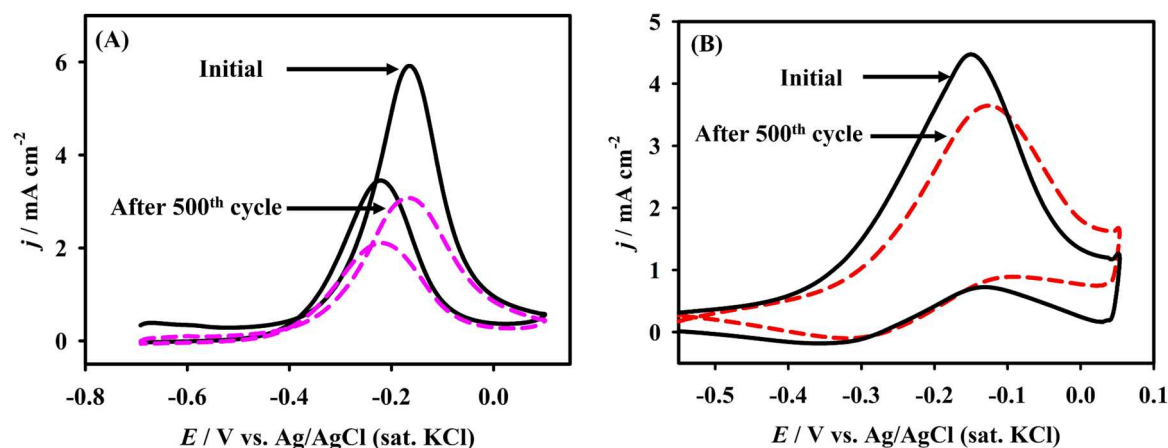 (A)
Initial
After 500th cycle
j / mA cm-2
6
4
2
0
-0.8
-0.6
-0.4
-0.2
0.0
E / V vs. Ag/AgCl (sat. KCl)
(B)
Initial
After 500th cycle
j / mA cm-2
5
4
3
2
1
0
-0.5
-0.4
-0.3
-0.2
-0.1
0.0
0.1
E / V vs. Ag/AgCl (sat. KCl)